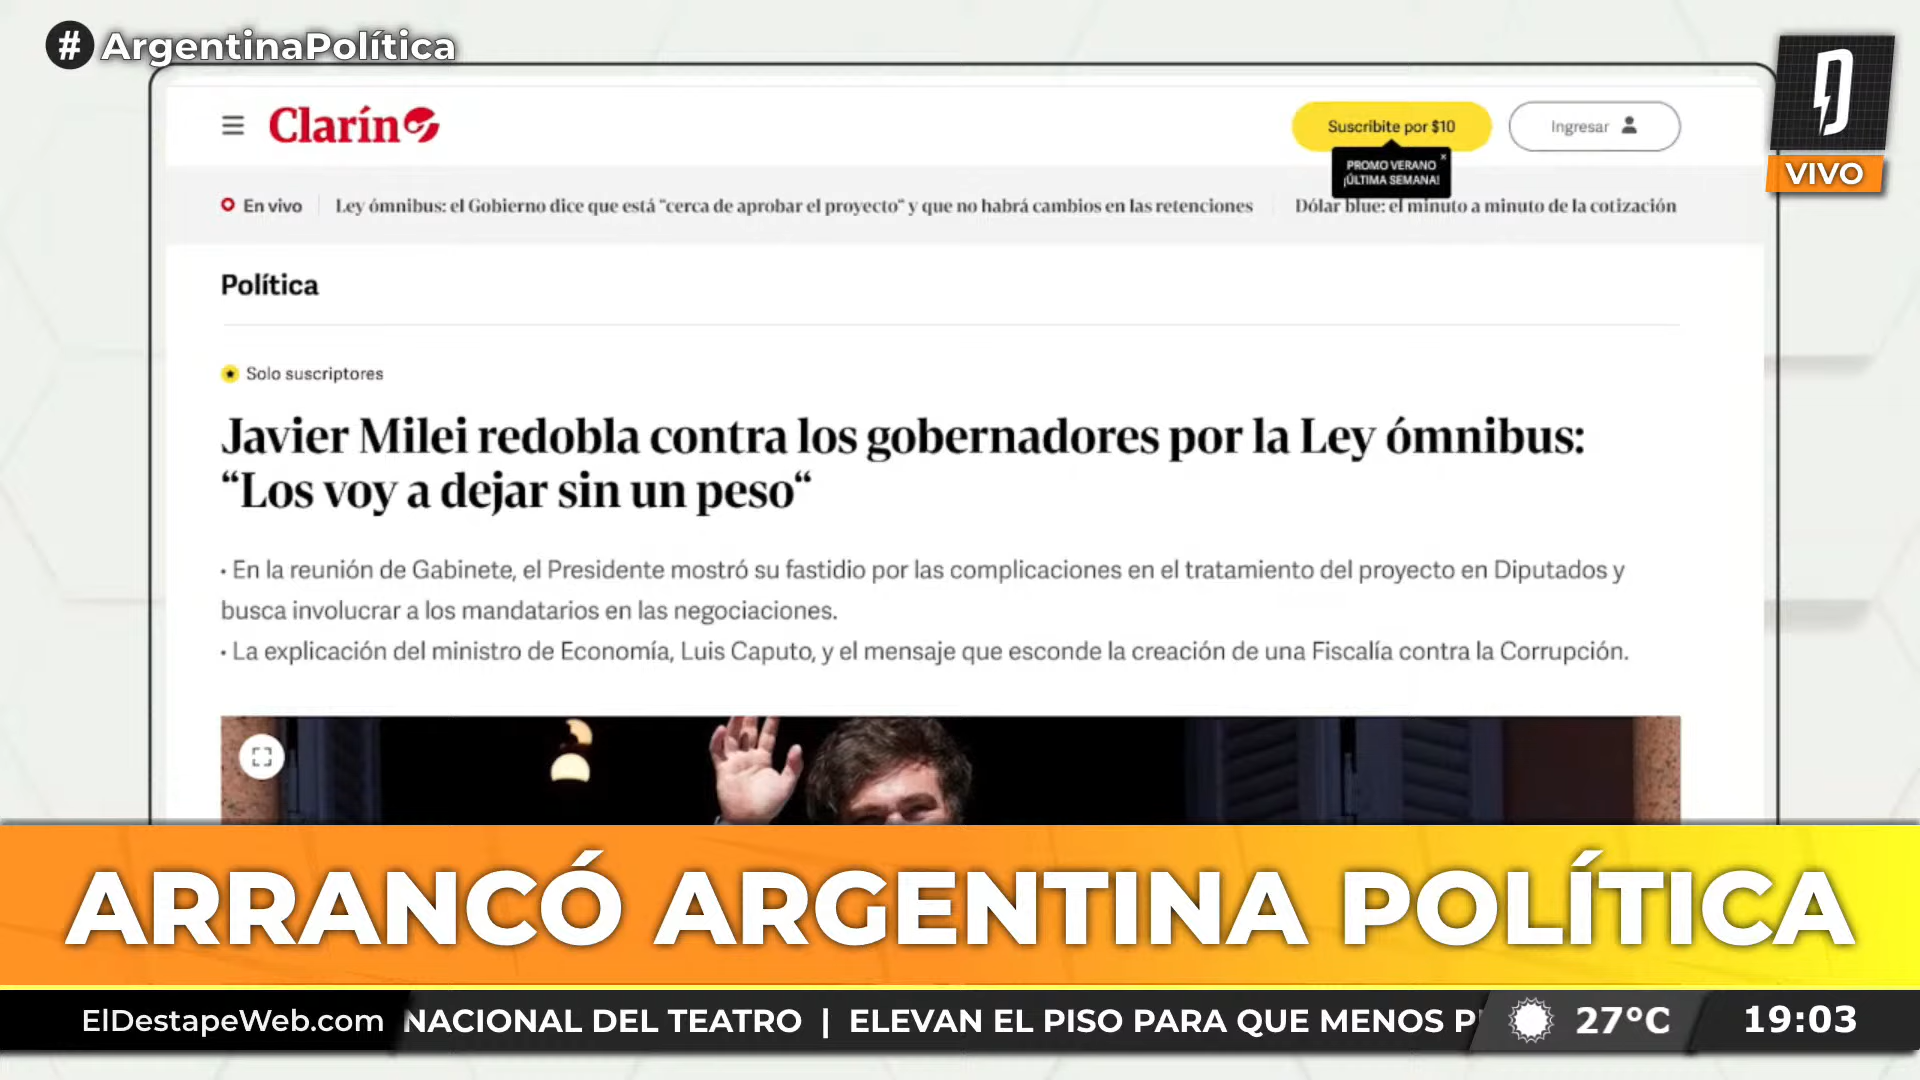 # ArgentinaPolítica
Clarín
Suscribite por $10
Ingresar
PROMO VERANO
¡ÚLTIMA SEMANA!
VIVO
En vivo
Ley ómnibus: el Gobierno dice que está "cerca de aprobar el proyecto" y que no habrá cambios en las retenciones
Dólar blue: el minuto a minuto de la cotización
Política
Solo suscriptores
Javier Milei redobla contra los gobernadores por la Ley ómnibus:
“Los voy a dejar sin un peso“
• En la reunión de Gabinete, el Presidente mostró su fastidio por las complicaciones en el tratamiento del proyecto en Diputados y
busca involucrar a los mandatarios en las negociaciones.
• La explicación del ministro de Economía, Luis Caputo, y el mensaje que esconde la creación de una Fiscalía contra la Corrupción.
ARRANCÓ ARGENTINA POLÍTICA
ElDestapeWeb.com
NACIONAL DEL TEATRO | ELEVAN EL PISO PARA QUE MENOS
27°C
19:03